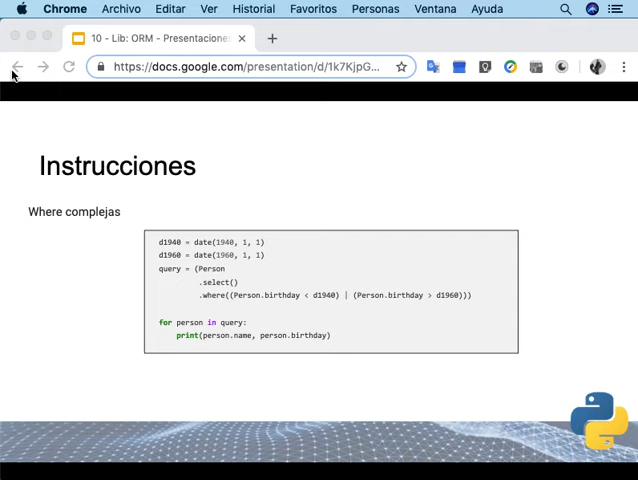 Chrome Archivo Editar Ver Historial Favoritos Personas Ventana Ayuda
10 - Lib: ORM - Presentaciones
https://docs.google.com/presentation/d/1k7KjpG...
Instrucciones
Where complejas
d1940 = date(1940, 1, 1)
d1960 = date(1960, 1, 1)
query = (Person
.select()
.where((Person.birthday < d1940) | (Person.birthday > d1960)))
for person in query:
print(person.name, person.birthday)